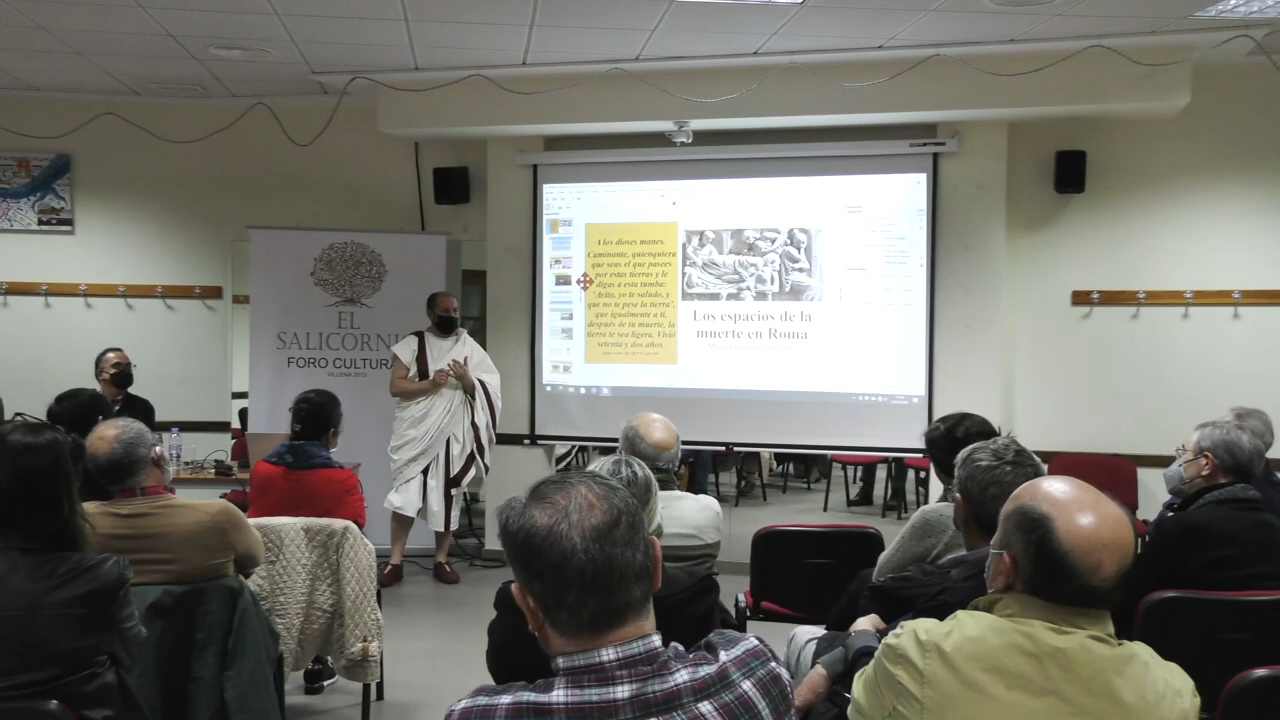 EL
SALICORNI
FORO CULTURA
VILLENA 2013
A los dioses manes.
Caminante, quienquiera
que seas el que pasees
por estas tierras y le
digas a esta tumba:
"Avito, yo te saludo, y
que no te pese la tierra",
que igualmente a ti,
después de tu muerte, la
tierra te sea ligera. Vivió
setenta y dos años
Los espacios de la
muerte en Roma